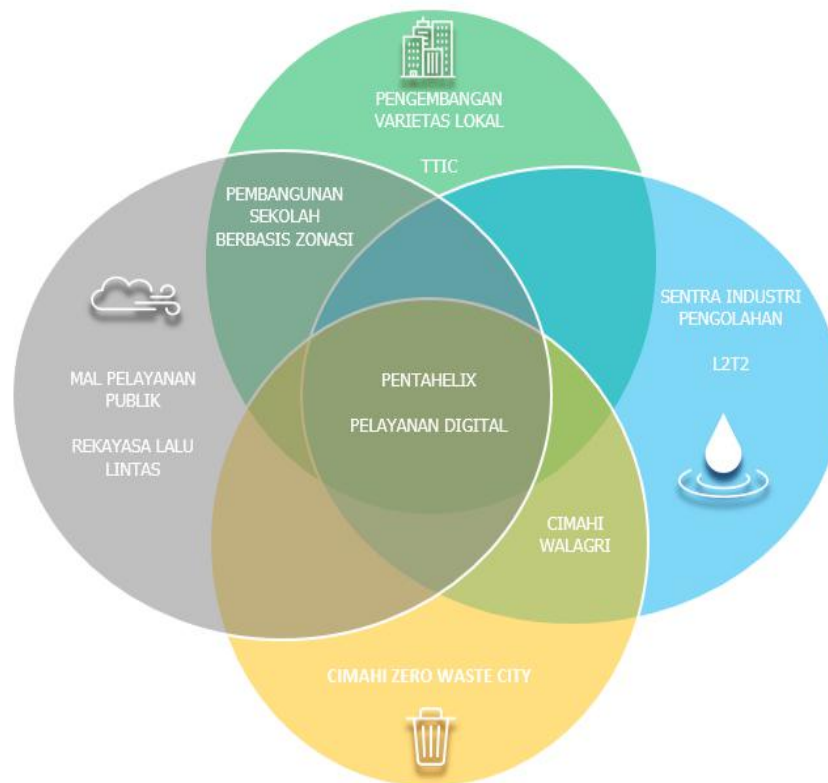 PENGEMBANGAN
VARIETAS LOKAL
TTIC
PEMBANGUNAN
SEKOLAH
BERBASIS ZONASI
SENTRA INDUSTRI
PENGOLAHAN
L2T2
MAL PELAYANAN
PUBLIK
REKAYASA LALU
LINTAS
PENTAHELIX
PELAYANAN DIGITAL
CIMAHI
WALAGRI
CIMAHI ZERO WASTE CITY